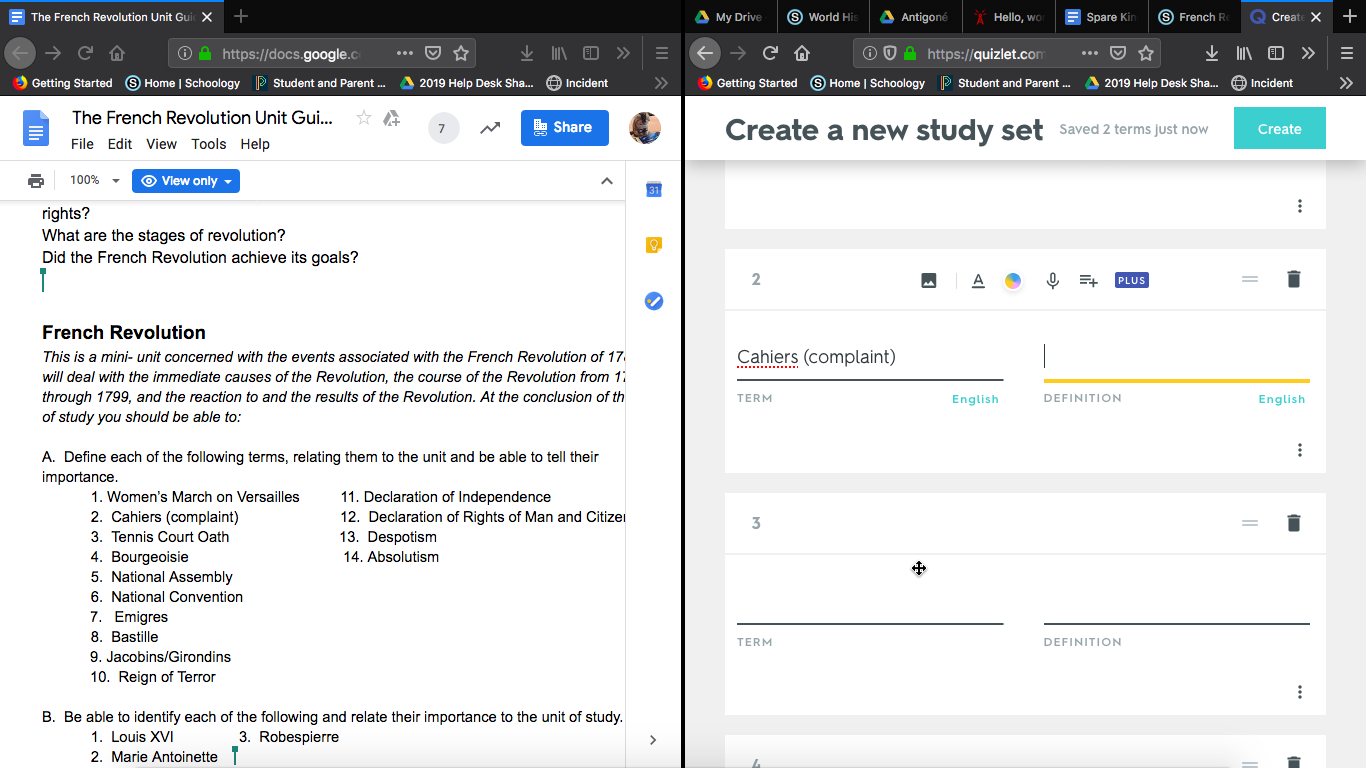 The French Revolution Unit Gui
My Drive
World His
Antigoné
Hello, wo
Spare Kin
French Re
Create
https://docs.google.c
https://quizlet.com
Getting Started
Home | Schoology
Student and Parent ...
2019 Help Desk Sha...
Incident
Getting Started
Home | Schoology
Student and Parent ...
2019 Help Desk Sha...
Incident
The French Revolution Unit Gui...
7
Share
File Edit View Tools Help
100%
View only
31
rights?
What are the stages of revolution?
Did the French Revolution achieve its goals?
French Revolution
This is a mini- unit concerned with the events associated with the French Revolution of 17
will deal with the immediate causes of the Revolution, the course of the Revolution from 17
through 1799, and the reaction to and the results of the Revolution. At the conclusion of th
of study you should be able to:
A. Define each of the following terms, relating them to the unit and be able to tell their
importance.
1. Women's March on Versailles 11. Declaration of Independence
2. Cahiers (complaint) 12. Declaration of Rights of Man and Citizen
3. Tennis Court Oath 13. Despotism
4. Bourgeoisie 14. Absolutism
5. National Assembly
6. National Convention
7. Emigres
8. Bastille
9. Jacobins/Girondins
10. Reign of Terror
B. Be able to identify each of the following and relate their importance to the unit of study.
1. Louis XVI 3. Robespierre
2. Marie Antoinette
Create a new study set
Saved 2 terms just now
Create
2
A
PLUS
Cahiers (complaint)
TERM English
DEFINITION English
3
TERM
DEFINITION
4